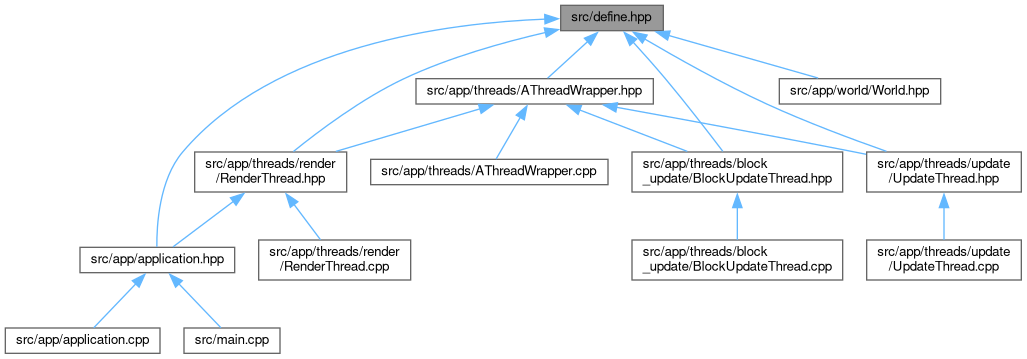 src/define.hpp
src/app/threads/AThreadWrapper.hpp
src/app/world/World.hpp
src/app/threads/render
/RenderThread.hpp
src/app/threads/AThreadWrapper.cpp
src/app/threads/block
_update/BlockUpdateThread.hpp
src/app/threads/update
/UpdateThread.hpp
src/app/application.hpp
src/app/threads/render
/RenderThread.cpp
src/app/threads/block
_update/BlockUpdateThread.cpp
src/app/threads/update
/UpdateThread.cpp
src/app/application.cpp
src/main.cpp